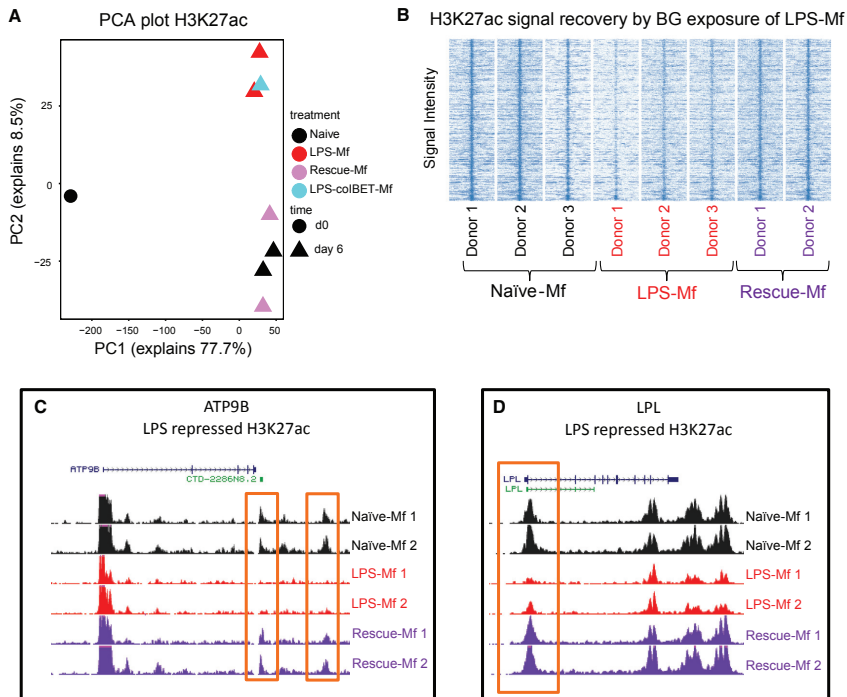 A
PCA plot H3K27ac
PC2 (explains 8.5%)
25
0
−25
−200
−150
−100
−50
0
50
PC1 (explains 77.7%)
treatment
Naive
LPS-Mf
Rescue-Mf
LPS-coIBET-Mf
time
d0
day 6
B
H3K27ac signal recovery by BG exposure of LPS-Mf
Signal Intensity
Donor 1
Donor 2
Donor 3
Donor 1
Donor 2
Donor 3
Donor 1
Donor 2
Naïve-Mf
LPS-Mf
Rescue-Mf
C
ATP9B
LPS repressed H3K27ac
ATP9B
CTD-2286N8.2
Naïve-Mf 1
Naïve-Mf 2
LPS-Mf 1
LPS-Mf 2
Rescue-Mf 1
Rescue-Mf 2
D
LPL
LPS repressed H3K27ac
LPL
LPL
Naïve-Mf 1
Naïve-Mf 2
LPS-Mf 1
LPS-Mf 2
Rescue-Mf 1
Rescue-Mf 2